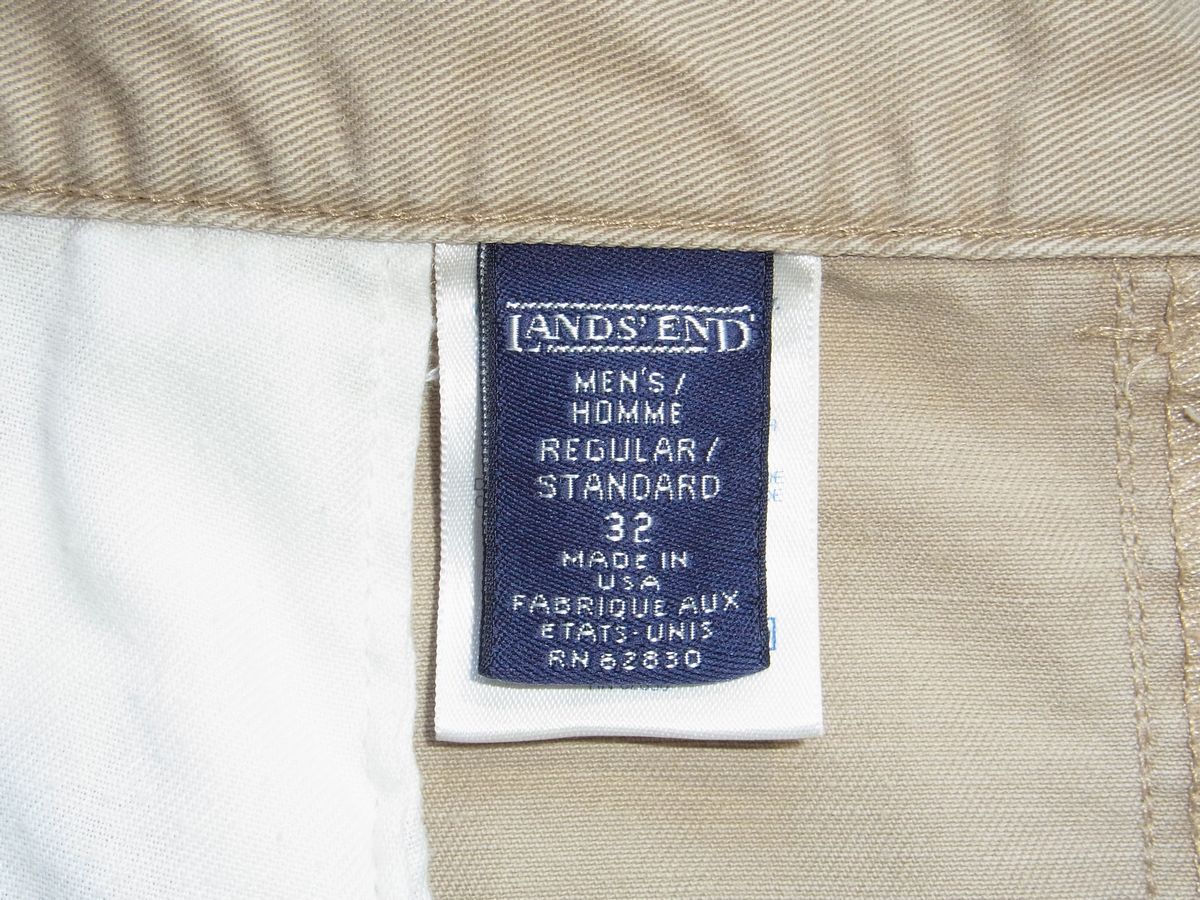 LANDS' END
MEN'S/
HOMME
REGULAR/
STANDARD
32
MADE IN
USA
FABRIQUE AUX
ETATS-UNIS
RN 62830